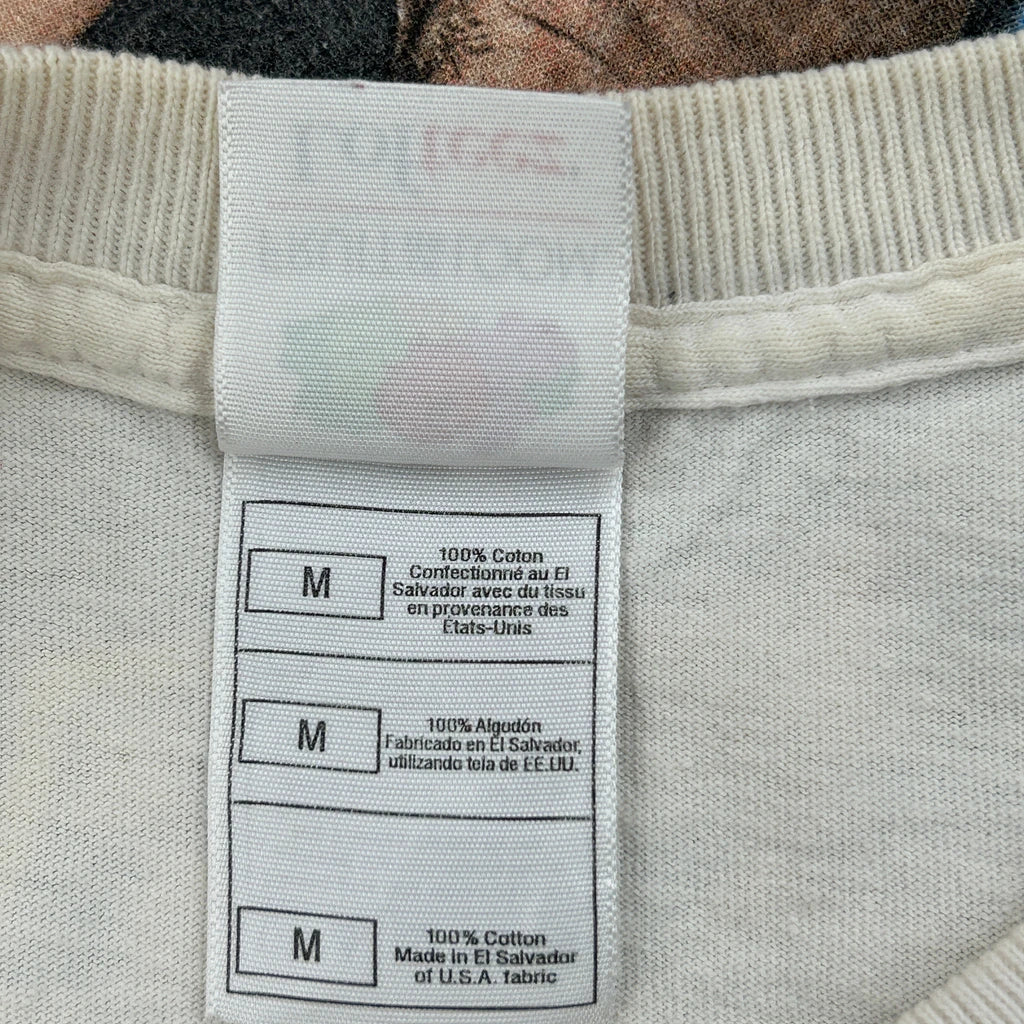 M
100% Coton
Confectionné au El
Salvador avec du tissu
en provenance des
États-Unis
M
100% Algodón
Fabricado en El Salvador,
utilizando tela de EE.UU.
M
100% Cotton
Made in El Salvador
of U.S.A. fabric